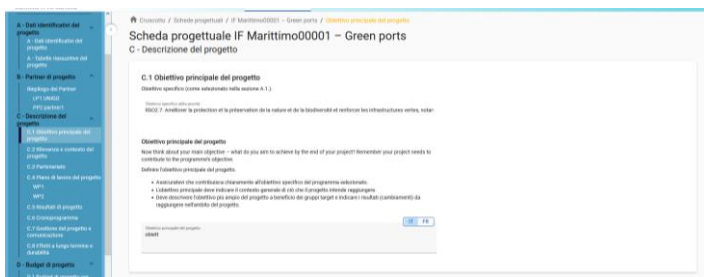 A - Dati identificativi del
progetto
A - Dati identificativi del
progetto
A - Tabelle riassuntive del
progetto
B - Partner di progetto
Riepilogo dei Partner
LP1 UNIGO
PP2 partner1
C - Descrizione del
progetto
C.1 Obiettivo principale del
progetto
C.2 Rilevanza e contesto del
progetto
C.3 Partenariato
C.4 Piano di lavoro del progetto
WP1
WP2
C.5 Risultati di progetto
C.6 Cronoprogramma
C.7 Gestione del progetto e
comunicazione
C.8 Effetti a lungo termine e
durabilità
D - Budget di progetto
Cruscotto / Schede progettuali / IF Marittimo00001 – Green ports / Obiettivo principale del progetto
Scheda progettuale IF Marittimo00001 – Green ports
C - Descrizione del progetto
C.1 Obiettivo principale del progetto
Obiettivo specifico (come selezionato nella sezione A.1.)
Obiettivo specifico della priorità
RSO2.7: Améliorer la protection et la préservation de la nature et de la biodiversité et renforcer les infrastructures vertes, notam
Obiettivo principale del progetto
Now think about your main objective – what do you aim to achieve by the end of your project? Remember your project needs to
contribute to the programme's objective.
Definire l'obiettivo principale del progetto.
• Assicuratevi che contribuisca chiaramente all'obiettivo specifico del programma selezionato.
• L'obiettivo principale deve indicare il contesto generale di ciò che il progetto intende raggiungere.
• Deve descrivere l'obiettivo più ampio del progetto a beneficio dei gruppi target e indicare i risultati (cambiamenti) da
raggiungere nell'ambito del progetto.
IT FR
Obiettivo principale del progetto
obiett